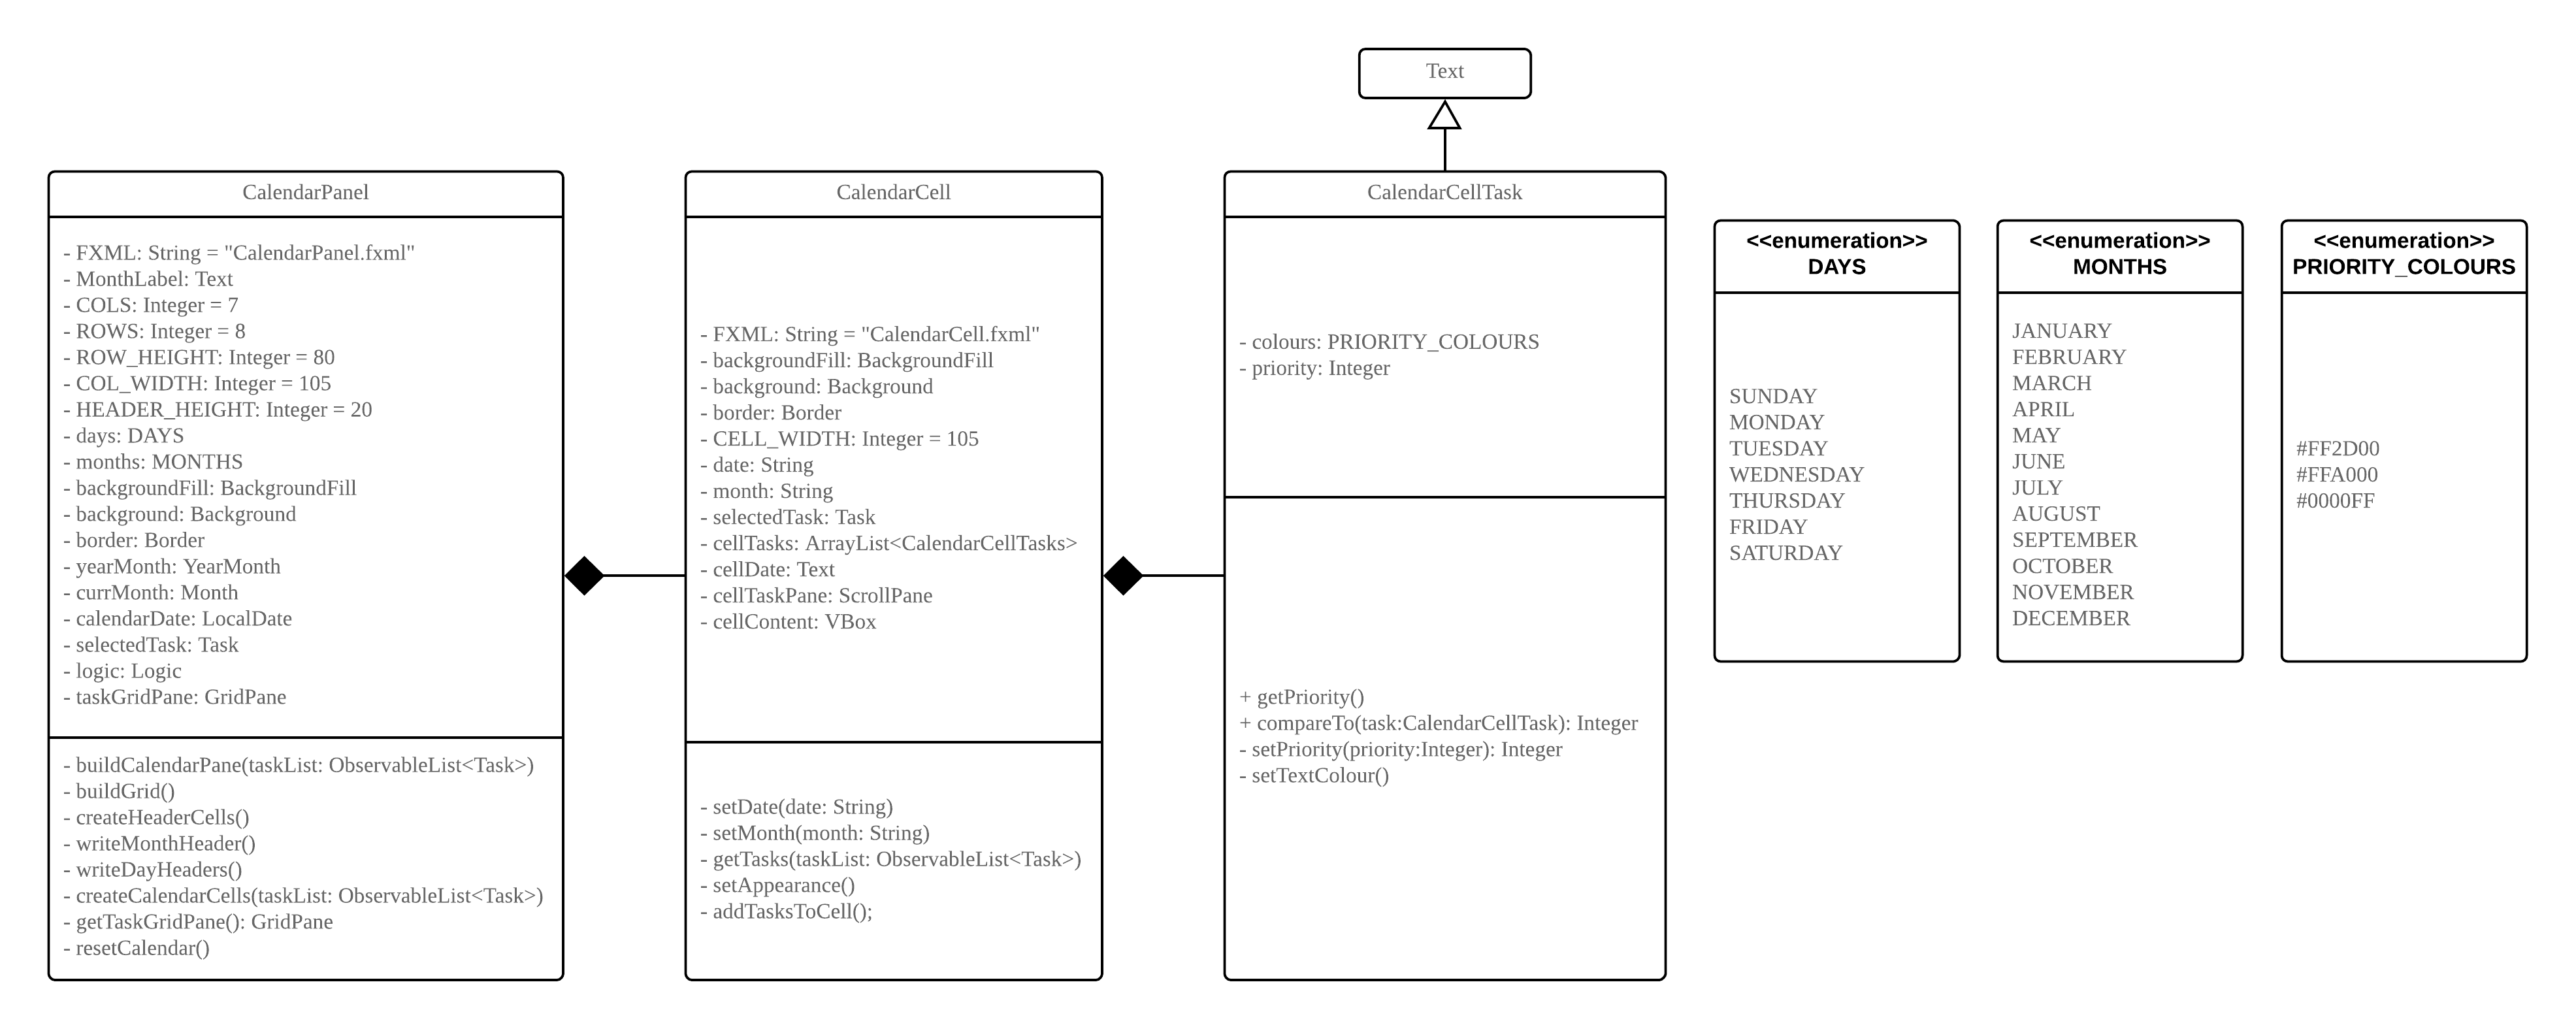 Text
CalendarPanel
- FXML: String = "CalendarPanel.fxml"
- MonthLabel: Text
- COLS: Integer = 7
- ROWS: Integer = 8
- ROW_HEIGHT: Integer = 80
- COL_WIDTH: Integer = 105
- HEADER_HEIGHT: Integer = 20
- days: DAYS
- months: MONTHS
- backgroundFill: BackgroundFill
- background: Background
- border: Border
- yearMonth: YearMonth
- currMonth: Month
- calendarDate: LocalDate
- selectedTask: Task
- logic: Logic
- taskGridPane: GridPane
- buildCalendarPane(taskList: ObservableList<Task>)
- buildGrid()
- createHeaderCells()
- writeMonthHeader()
- writeDayHeaders()
- createCalendarCells(taskList: ObservableList<Task>)
- getTaskGridPane(): GridPane
- resetCalendar()
CalendarCell
- FXML: String = "CalendarCell.fxml"
- backgroundFill: BackgroundFill
- background: Background
- border: Border
- CELL_WIDTH: Integer = 105
- date: String
- month: String
- selectedTask: Task
- cellTasks: ArrayList<CalendarCellTasks>
- cellDate: Text
- cellTaskPane: ScrollPane
- cellContent: VBox
- setDate(date: String)
- setMonth(month: String)
- getTasks(taskList: ObservableList<Task>)
- setAppearance()
- addTasksToCell();
CalendarCellTask
- colours: PRIORITY_COLOURS
- priority: Integer
+ getPriority()
+ compareTo(task:CalendarCellTask): Integer
- setPriority(priority:Integer): Integer
- setTextColour()
<<enumeration>>
DAYS
SUNDAY
MONDAY
TUESDAY
WEDNESDAY
THURSDAY
FRIDAY
SATURDAY
<<enumeration>>
MONTHS
JANUARY
FEBRUARY
MARCH
APRIL
MAY
JUNE
JULY
AUGUST
SEPTEMBER
OCTOBER
NOVEMBER
DECEMBER
<<enumeration>>
PRIORITY_COLOURS
#FF2D00
#FFA000
#0000FF